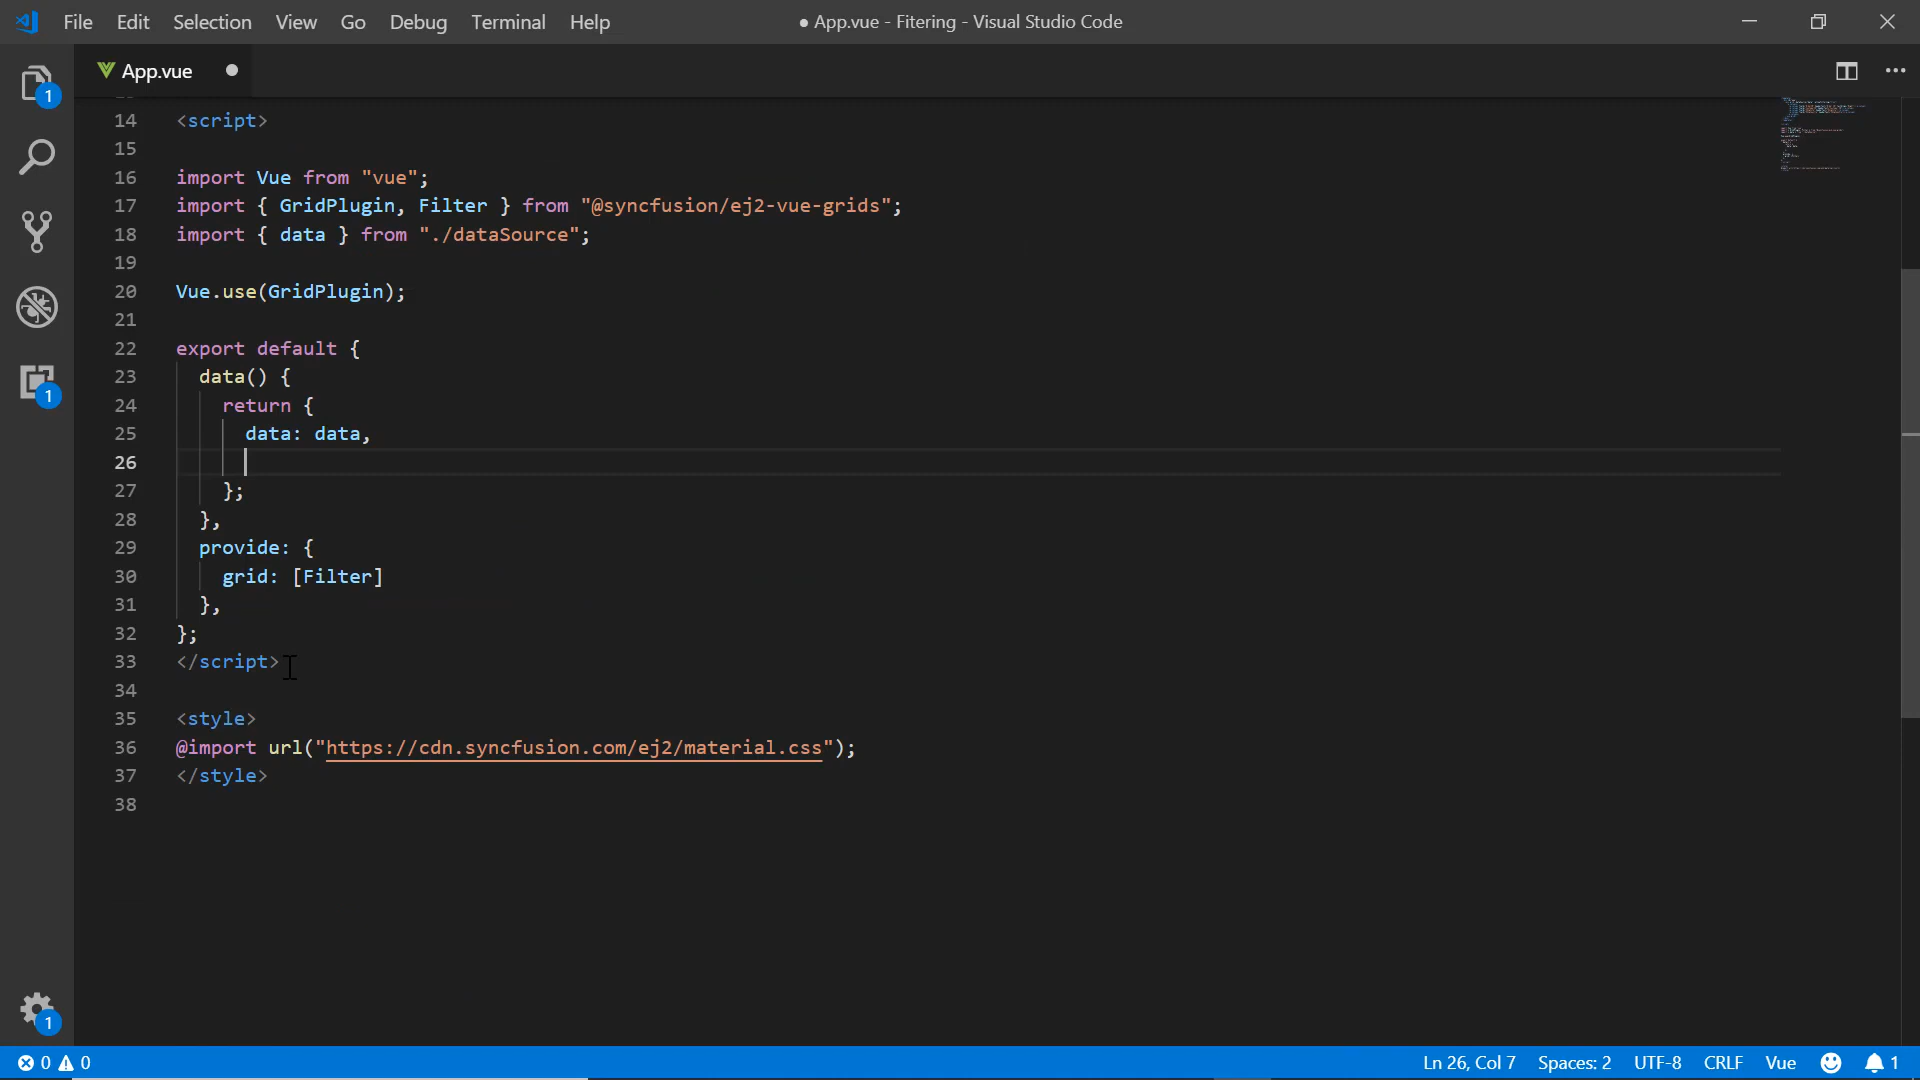 File Edit Selection View Go Debug Terminal Help ● App.vue - Fitering - Visual Studio Code
App.vue
1
14 <script>
15
16 import Vue from "vue";
17 import { GridPlugin, Filter } from "@syncfusion/ej2-vue-grids";
18 import { data } from "./dataSource";
19
20 Vue.use(GridPlugin);
21
22 export default {
23 data() {
24 return {
25 data: data,
1
26
27 };
28 },
29 provide: {
30 grid: [Filter]
31 },
32 };
33 </script>
34
35 <style>
36 @import url("https://cdn.syncfusion.com/ej2/material.css");
37 </style>
38
1
0 0 Ln 26, Col 7 Spaces: 2 UTF-8 CRLF Vue 1